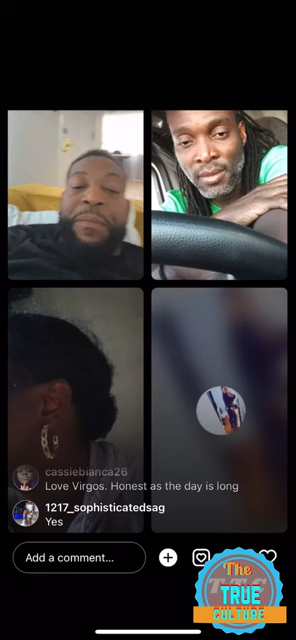 cassiebianca26
Love Virgos. Honest as the day is long
1217_sophisticatedsag
Yes
Add a comment...
The
T.T.C
TRUE
CULTURE